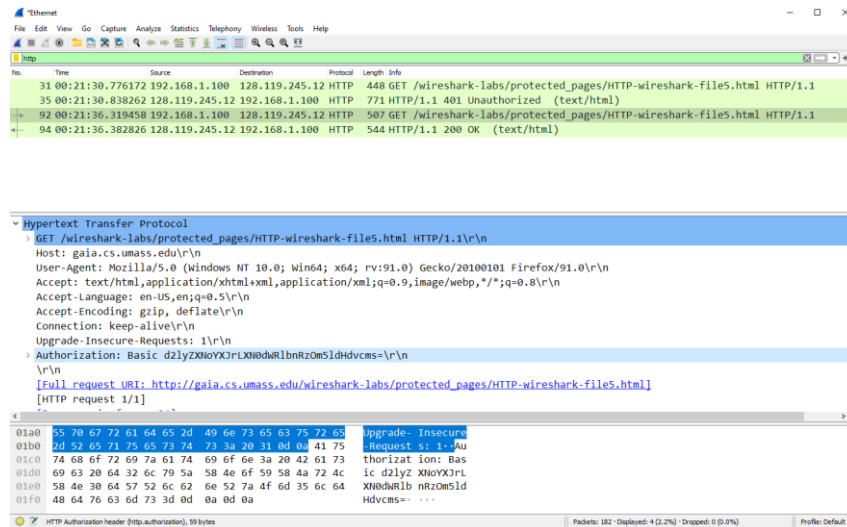 *Ethernet
File Edit View Go Capture Analyze Statistics Telephony Wireless Tools Help
http
No. Time Source Destination Protocol Length Info
31 00:21:30.776172 192.168.1.100 128.119.245.12 HTTP 448 GET /wireshark-labs/protected_pages/HTTP-wireshark-file5.html HTTP/1.1
35 00:21:30.838262 128.119.245.12 192.168.1.100 HTTP 771 HTTP/1.1 401 Unauthorized (text/html)
92 00:21:36.319458 192.168.1.100 128.119.245.12 HTTP 507 GET /wireshark-labs/protected_pages/HTTP-wireshark-file5.html HTTP/1.1
94 00:21:36.382826 128.119.245.12 192.168.1.100 HTTP 544 HTTP/1.1 200 OK (text/html)
Hypertext Transfer Protocol
GET /wireshark-labs/protected_pages/HTTP-wireshark-file5.html HTTP/1.1\r\n
Host: gaia.cs.umass.edu\r\n
User-Agent: Mozilla/5.0 (Windows NT 10.0; Win64; x64; rv:91.0) Gecko/20100101 Firefox/91.0\r\n
Accept: text/html,application/xhtml+xml,application/xml;q=0.9,image/webp,*/*;q=0.8\r\n
Accept-Language: en-US,en;q=0.5\r\n
Accept-Encoding: gzip, deflate\r\n
Connection: keep-alive\r\n
Upgrade-Insecure-Requests: 1\r\n
Authorization: Basic d2lyZXNoYXJrLXN0dWRlbnRzOm5ldHdvcms=\r\n
\r\n
[Full request URI: http://gaia.cs.umass.edu/wireshark-labs/protected_pages/HTTP-wireshark-file5.html]
[HTTP request 1/1]
01a0 55 70 67 72 61 64 65 2d 49 6e 73 65 63 75 72 65 Upgrade- Insecure
01b0 2d 52 65 71 75 65 73 74 73 3a 20 31 0d 0a 41 75 -Request s: 1··Au
01c0 74 68 6f 72 69 7a 61 74 69 6f 6e 3a 20 42 61 73 thorizat ion: Bas
01d0 69 63 20 64 32 6c 79 5a 58 4e 6f 59 58 4a 72 4c ic d2lyZ XNoYXJrL
01e0 58 4e 30 64 57 52 6c 62 6e 52 7a 4f 6d 35 6c 64 XN0dWRlb nRzOm5ld
01f0 48 64 76 63 6d 73 3d 0d 0a 0d 0a Hdvcms=· ···
HTTP Authorization header (http.authorization), 59 bytes Packets: 182 · Displayed: 4 (2.2%) · Dropped: 0 (0.0%) Profile: Default